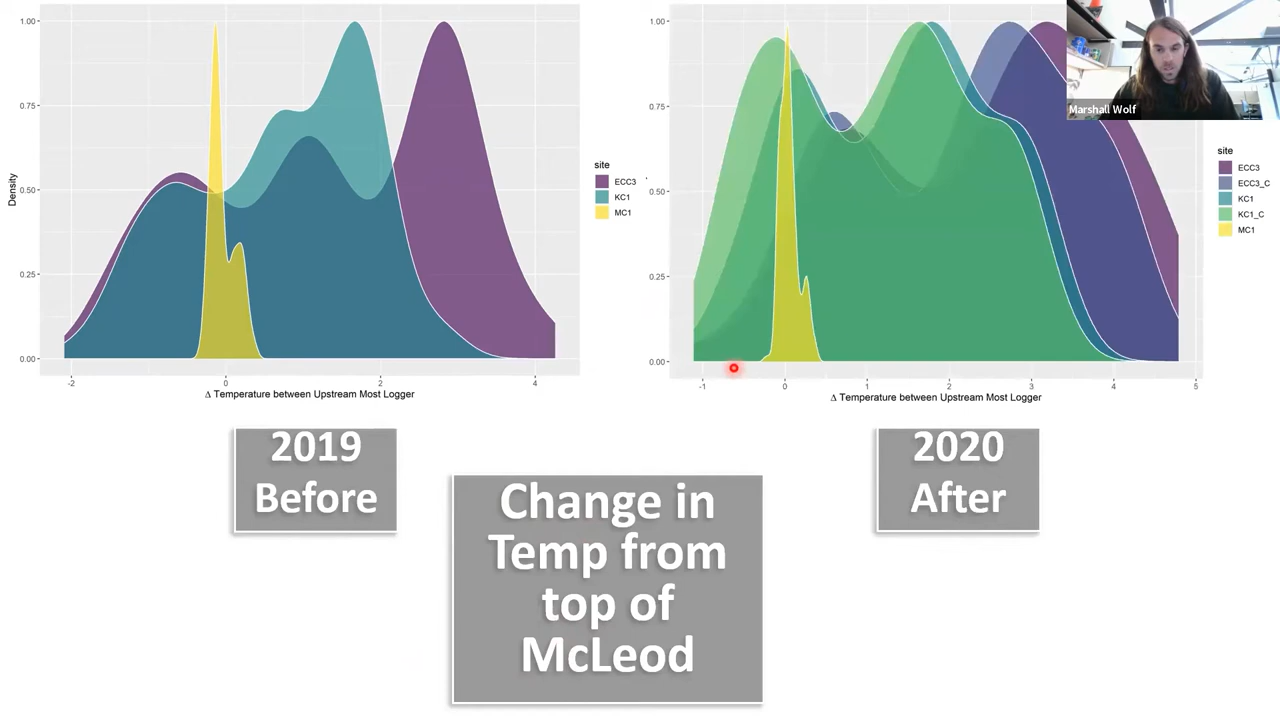 1.00
0.75
0.50
0.25
0.00
Density
-2
0
2
4
Δ Temperature between Upstream Most Logger
site
ECC3
KC1
MC1
1.00
0.75
0.50
0.25
0.00
-1
0
1
2
3
4
5
Δ Temperature between Upstream Most Logger
Marshall Wolf
site
ECC3
ECC3_C
KC1
KC1_C
MC1
2019
Before
2020
After
Change in
Temp from
top of
McLeod